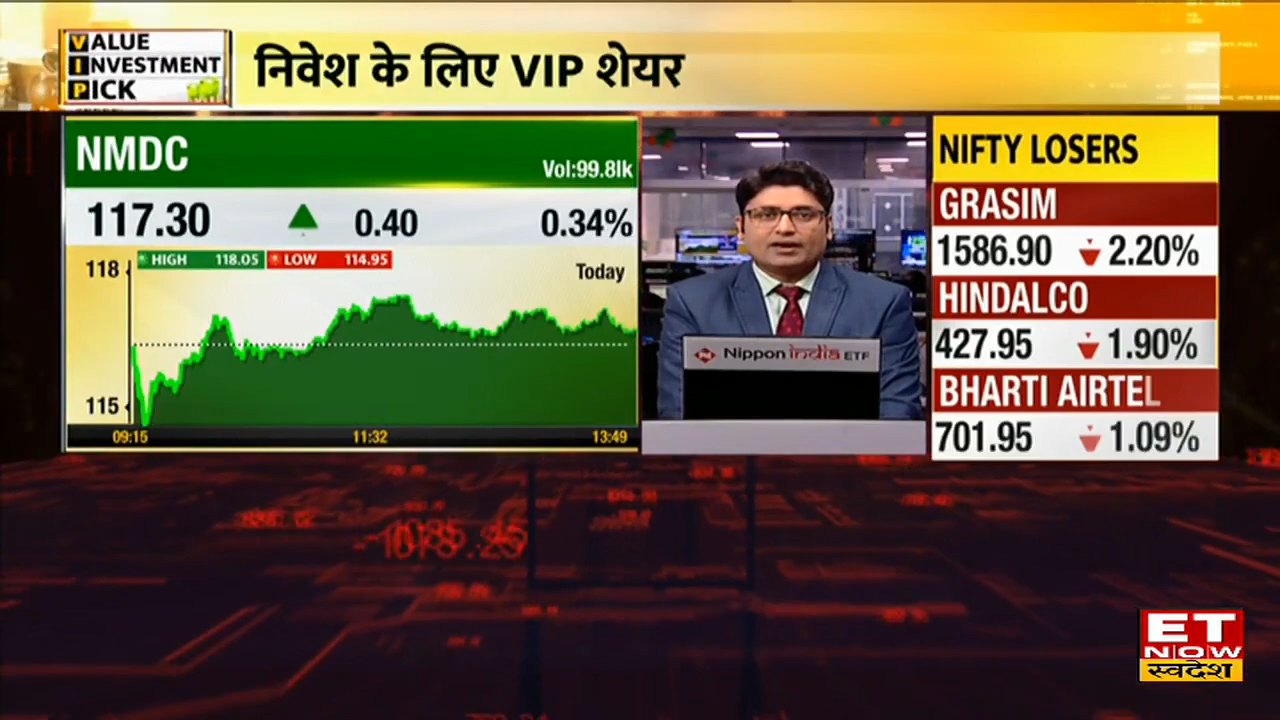 VALUE
INVESTMENT
PICK
निवेश के लिए VIP शेयर
NMDC
Vol:99.8lk
117.30 0.40 0.34%
HIGH 118.05 LOW 114.95
Today
118
115
09:15 11:32 13:49
Nippon india ETF
NIFTY LOSERS
GRASIM
1586.90 2.20%
HINDALCO
427.95 1.90%
BHARTI AIRTEL
701.95 1.09%
ET
NOW
स्वदेश